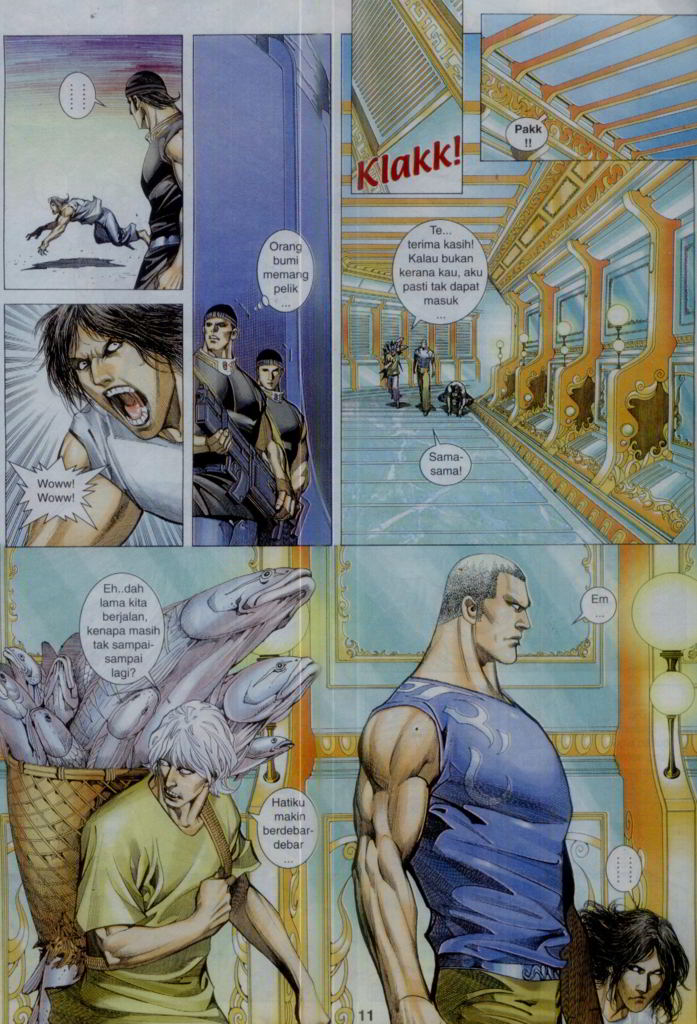 ......
Woww!
Woww!
Orang
bumi
memang
pelik
...
Klakk!
Pakk
!!
Te...
terima kasih!
Kalau bukan
kerana kau, aku
pasti tak dapat
masuk
...
Sama-
sama!
Eh..dah
lama kita
berjalan,
kenapa masih
tak sampai-
sampai
lagi?
Hatiku
makin
berdebar-
debar
...
Em
...
......
11